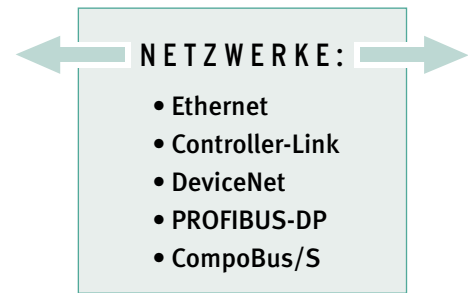 NETZWERKE:
• Ethernet
• Controller-Link
• DeviceNet
• PROFIBUS-DP
• CompoBus/S